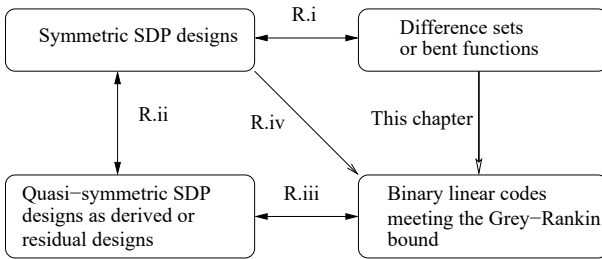 R.i
Symmetric SDP designs
Difference sets
or bent functions
R.ii
R.iv
This chapter
Quasi−symmetric SDP
designs as derived or
residual designs
R.iii
Binary linear codes
meeting the Grey−Rankin
bound